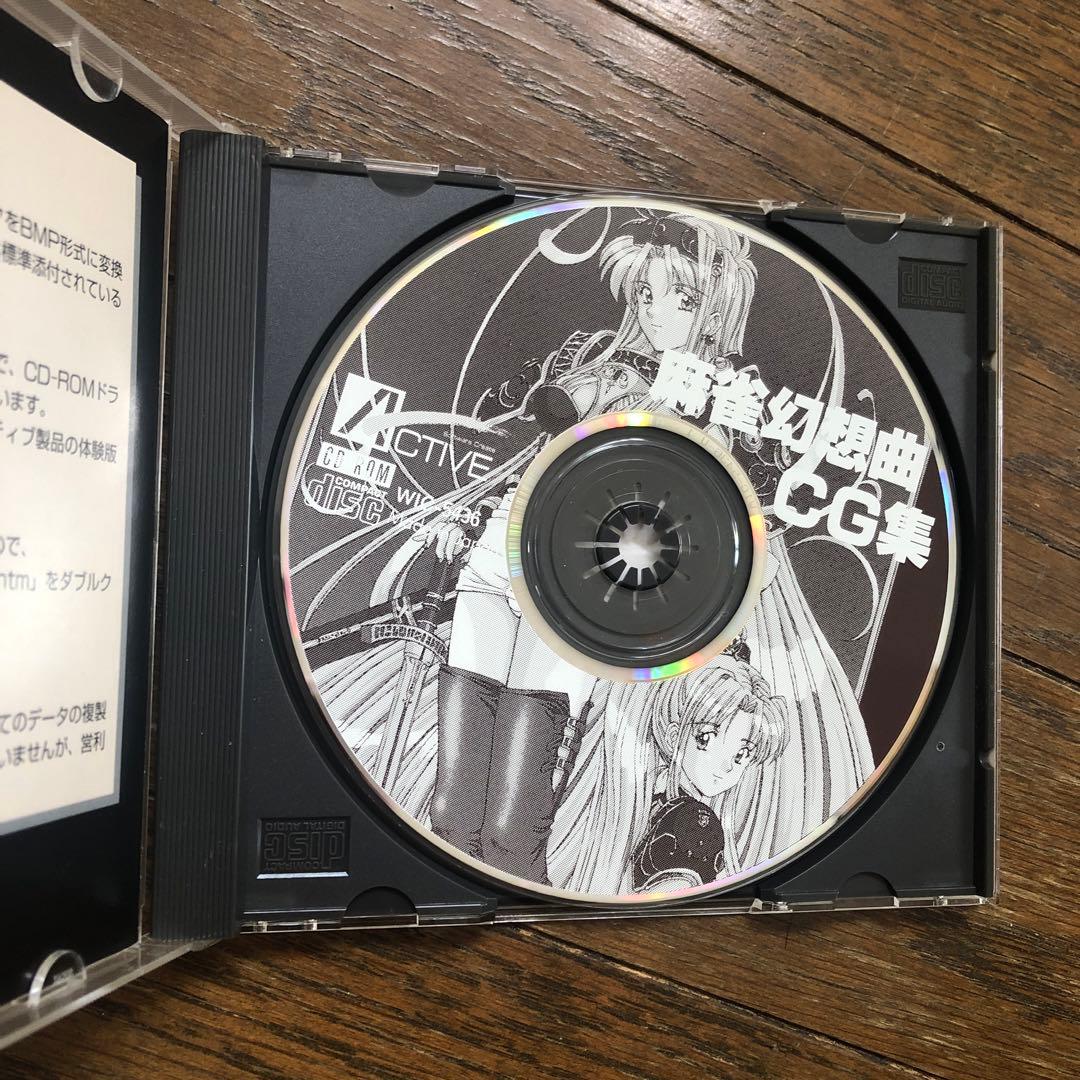 をBMP形式に変換
標準添付されている
で、CD-ROMドラ
います。
ティブ製品の体験版
ので、
htm」をダブルク
てのデータの複製
いませんが、営利
麻雀幻想曲
CG集
ACTIVE
Software Create
CD-ROM
COMPACT
disc
COMPACT
disc
DIGITAL AUDIO
COMPACT
disc
DIGITAL AUDIO